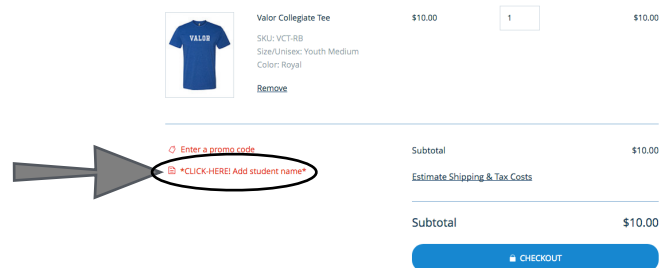 Valor Collegiate Tee $10.00 1 $10.00
VALOR
SKU: VCT-RB
Size/Unisex: Youth Medium
Color: Royal
Remove
Enter a promo code
*CLICK-HERE! Add student name*
Subtotal $10.00
Estimate Shipping & Tax Costs
Subtotal $10.00
CHECKOUT